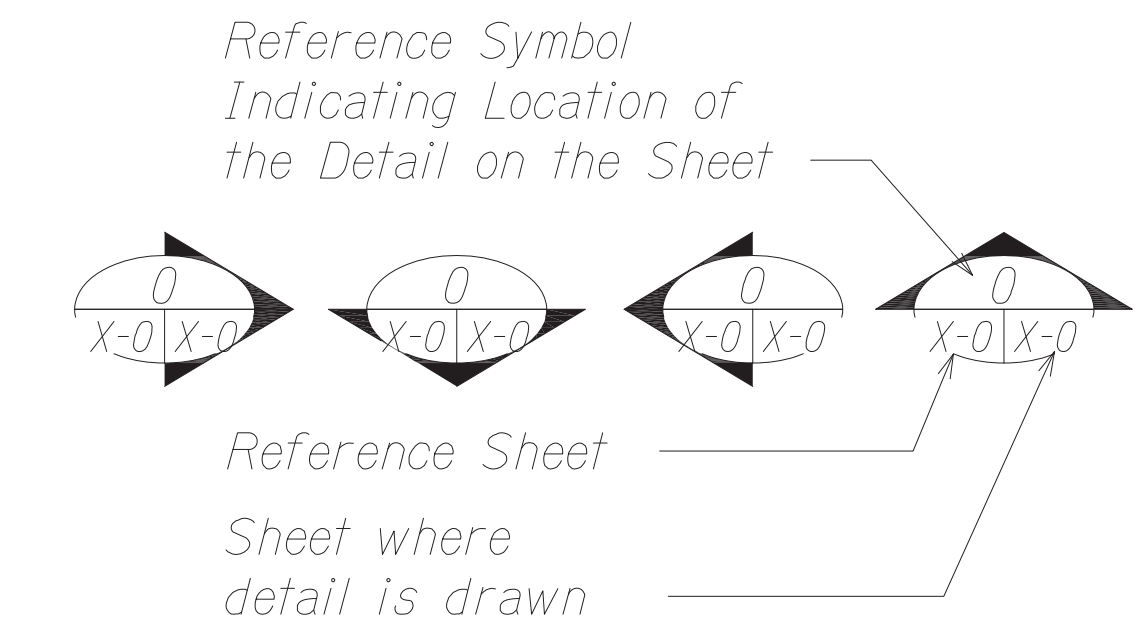 Reference Symbol
Indicating Location of
the Detail on the Sheet
0 0 0 0
X-0 X-0 X-0 X-0 X-0 X-0 X-0 X-0
Reference Sheet
Sheet where
detail is drawn